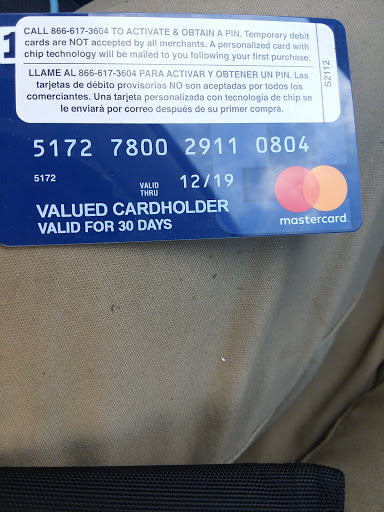 CALL 866-617-3604 TO ACTIVATE & OBTAIN A PIN. Temporary debit
cards are NOT accepted by all merchants. A personalized card with
chip technology will be mailed to you following your first purchase.
LLAME AL 866-617-3604 PARA ACTIVAR Y OBTENER UN PIN. Las
tarjetas de débito provisorias NO son aceptadas por todos los
comerciantes. Una tarjeta personalizada con tecnología de chip se
le enviará por correo después de su primer compra.
S2112
1
5172 7800 2911 0804
5172
VALID
THRU
12/19
VALUED CARDHOLDER
VALID FOR 30 DAYS
mastercard